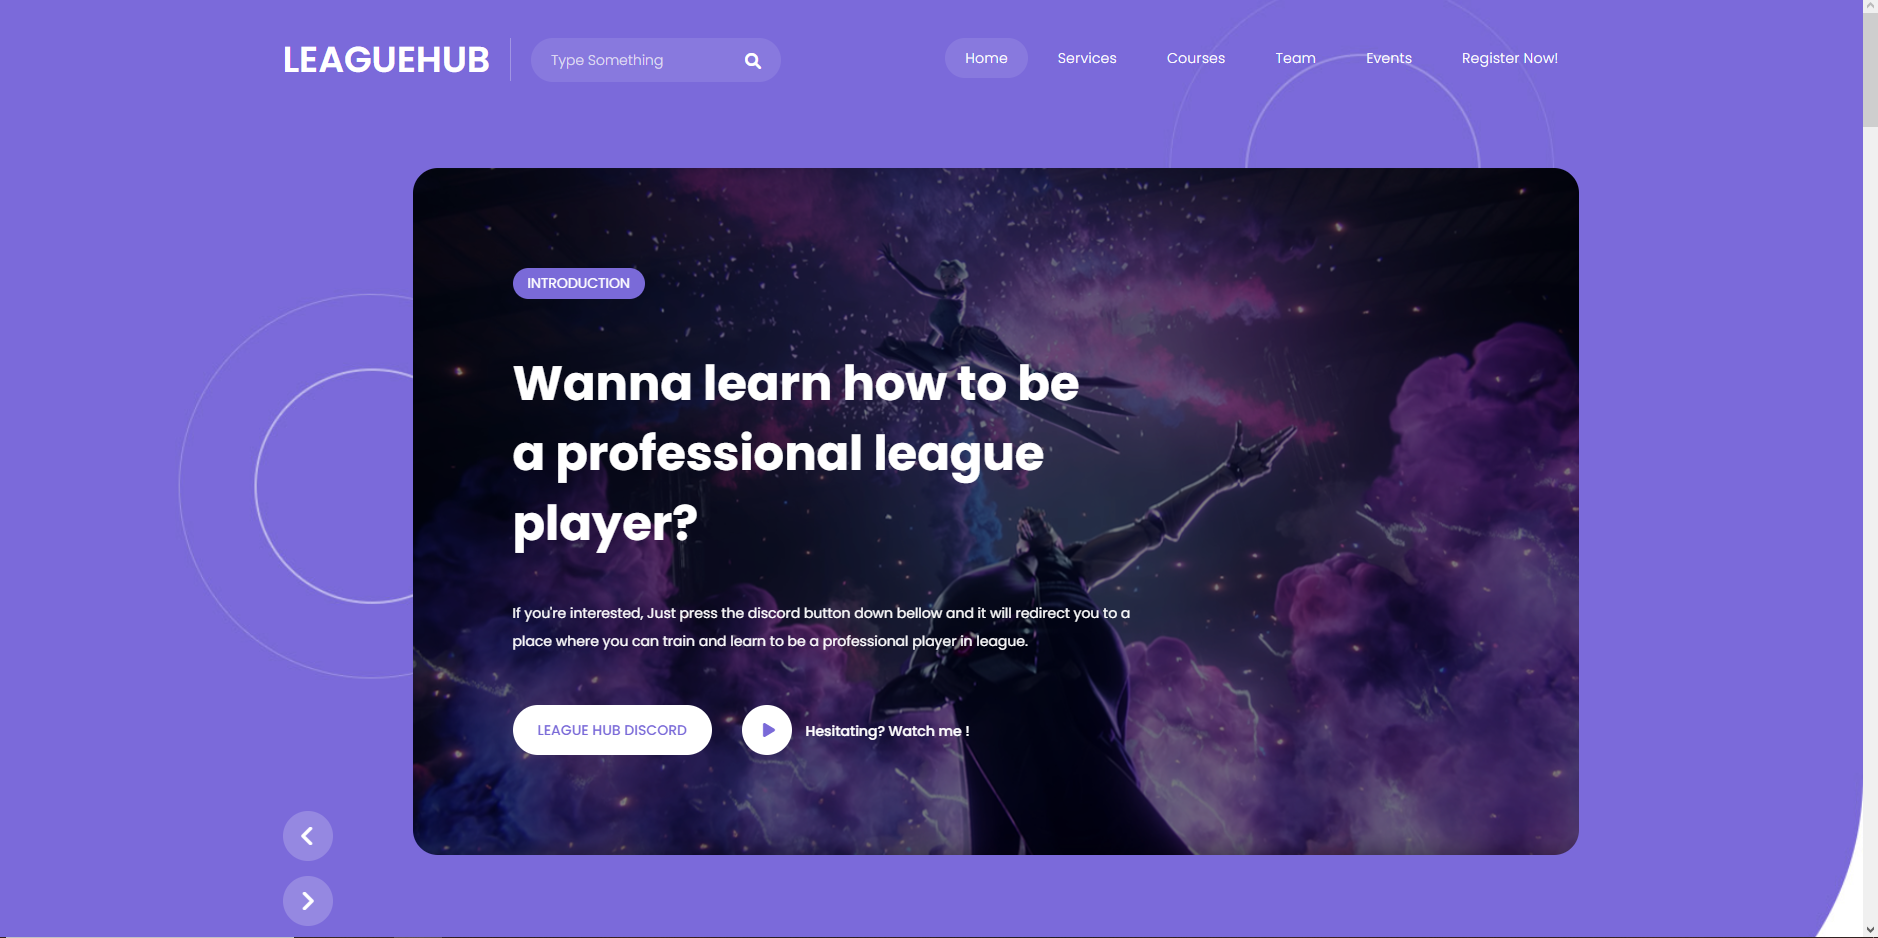 LEAGUEHUB
Type Something
Home Services Courses Team Events Register Now!
INTRODUCTION
Wanna learn how to be
a professional league
player?
If you're interested, Just press the discord button down bellow and it will redirect you to a
place where you can train and learn to be a professional player in league.
LEAGUE HUB DISCORD
Hesitating? Watch me !